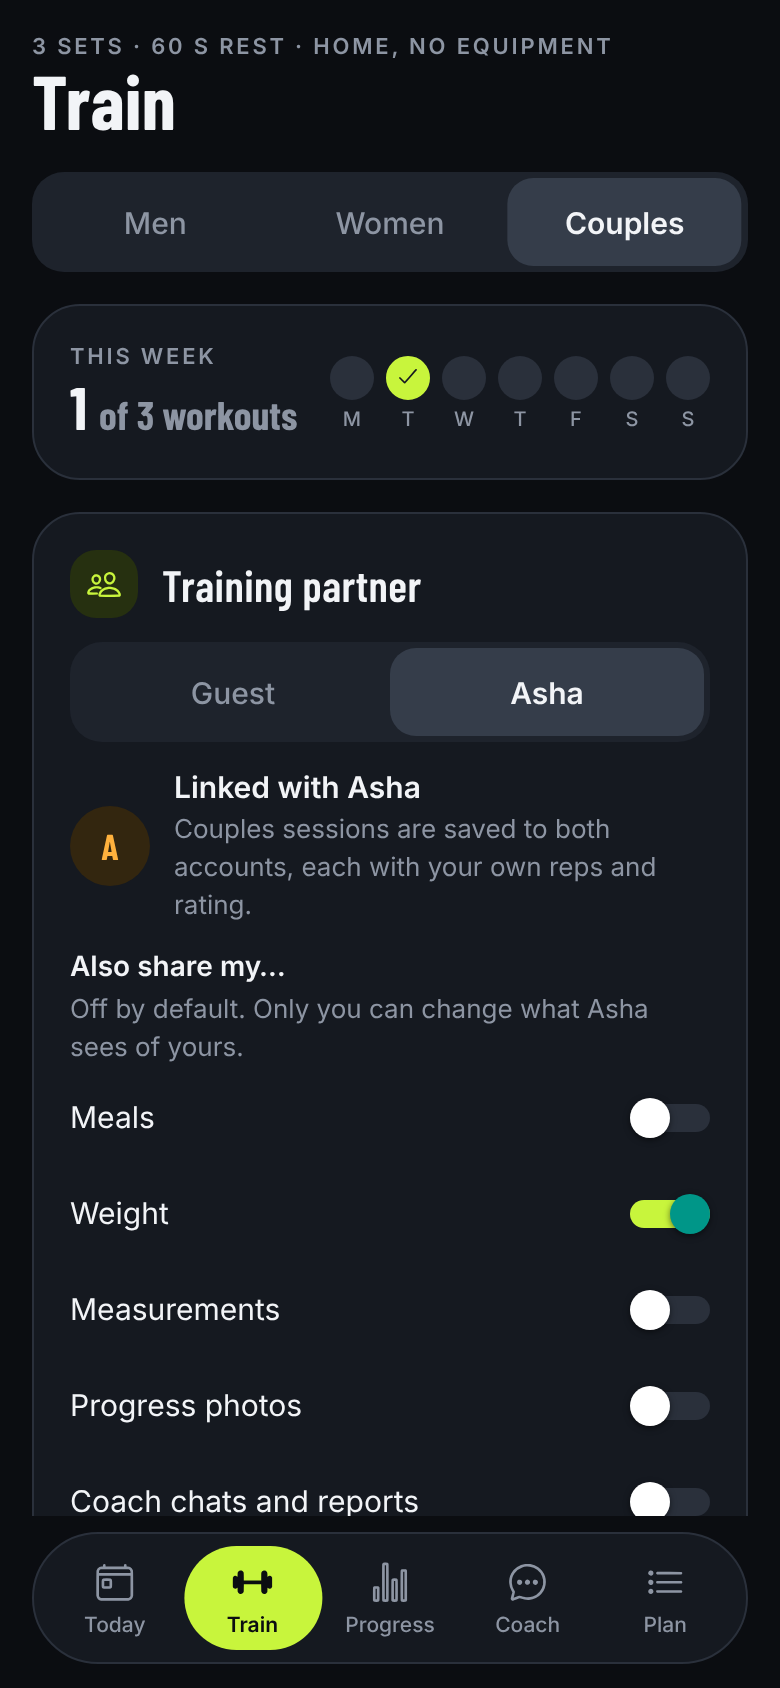 3 SETS · 60 S REST · HOME, NO EQUIPMENT
Train
Men
Women
Couples
THIS WEEK
1 of 3 workouts
M
T
W
T
F
S
S
Training partner
Guest
Asha
A
Linked with Asha
Couples sessions are saved to both
accounts, each with your own reps and
rating.
Also share my...
Off by default. Only you can change what Asha
sees of yours.
Meals
Weight
Measurements
Progress photos
Coach chats and reports
Today
Train
Progress
Coach
Plan